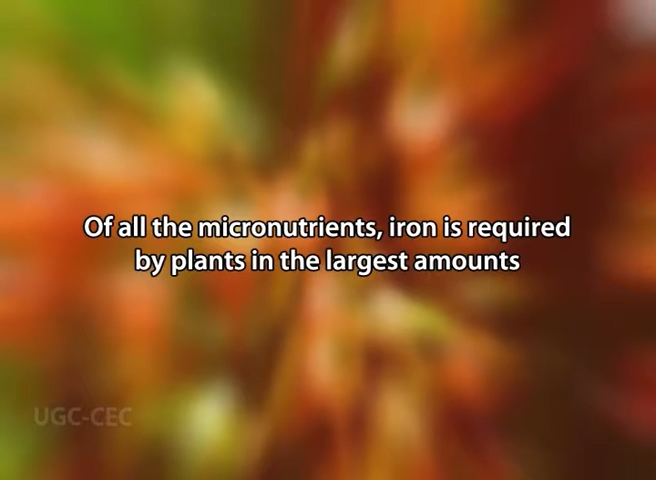 Of all the micronutrients, iron is required
by plants in the largest amounts
UGC-CEC